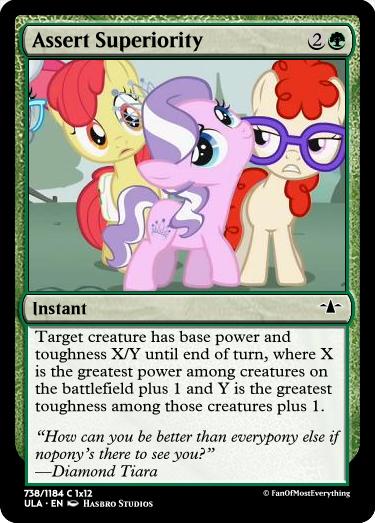 Assert Superiority 2
Instant
Target creature has base power and
toughness X/Y until end of turn, where X
is the greatest power among creatures on
the battlefield plus 1 and Y is the greatest
toughness among those creatures plus 1.
“How can you be better than everypony else if
nopony's there to see you?”
—Diamond Tiara
738/1184 C 1x12
ULA · EN HASBRO STUDIOS
© FanOfMostEverything